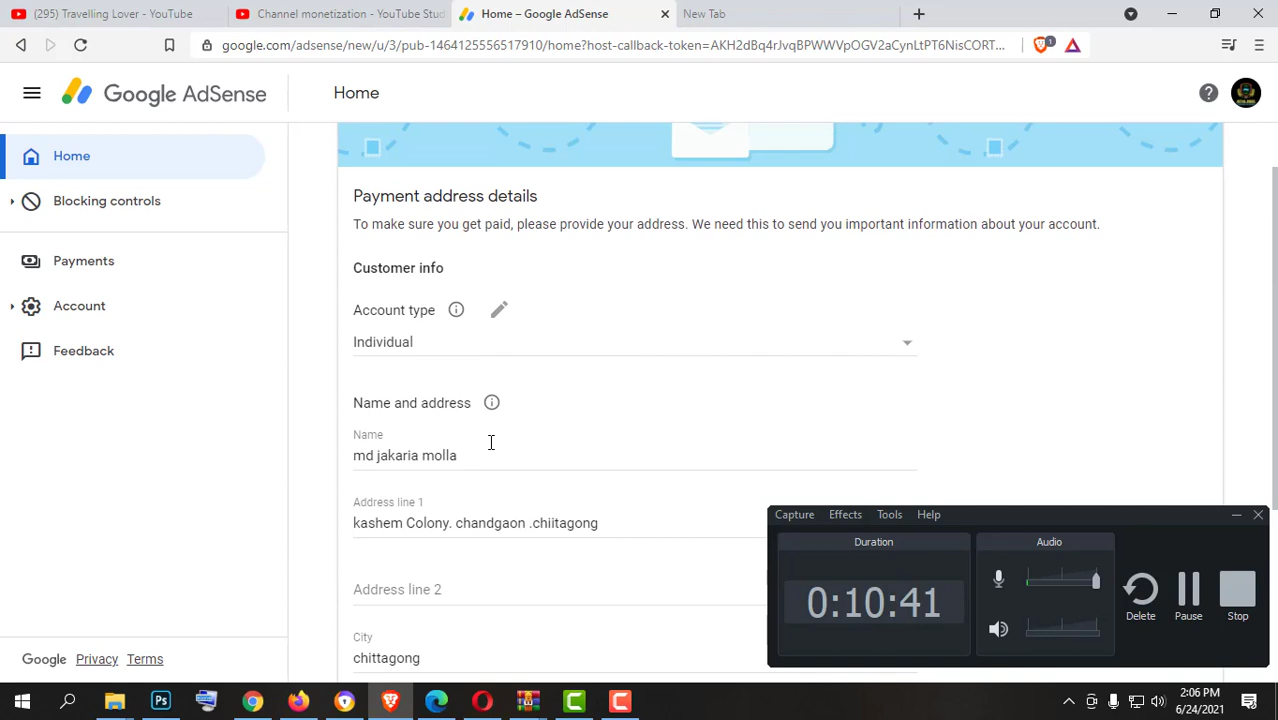 (295) Travelling Lover - YouTube
Channel monetization - YouTube Stud
Home – Google AdSense
New Tab
google.com/adsense/new/u/3/pub-1464125556517910/home?host-callback-token=AKH2dBq4rJvqBPWWVpOGV2aCynLtPT6NisCORT...
1
Google AdSense
Home
Home
Blocking controls
Payments
Account
Feedback
Google Privacy Terms
Payment address details
To make sure you get paid, please provide your address. We need this to send you important information about your account.
Customer info
Account type
Individual
Name and address
Name
md jakaria molla
Address line 1
kashem Colony. chandgaon .chiitagong
Address line 2
City
chittagong
Capture Effects Tools Help
Duration
0:10:41
Audio
Delete Pause Stop
2:06 PM
6/24/2021